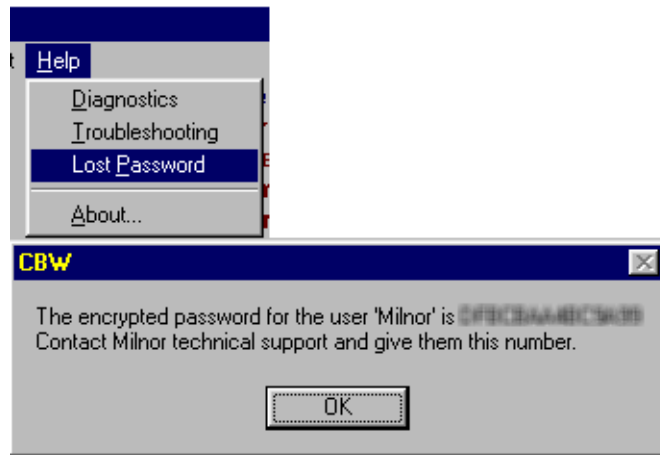 t Help
Diagnostics
Troubleshooting
Lost Password
About...
CBW
The encrypted password for the user 'Milnor' is
Contact Milnor technical support and give them this number.
OK